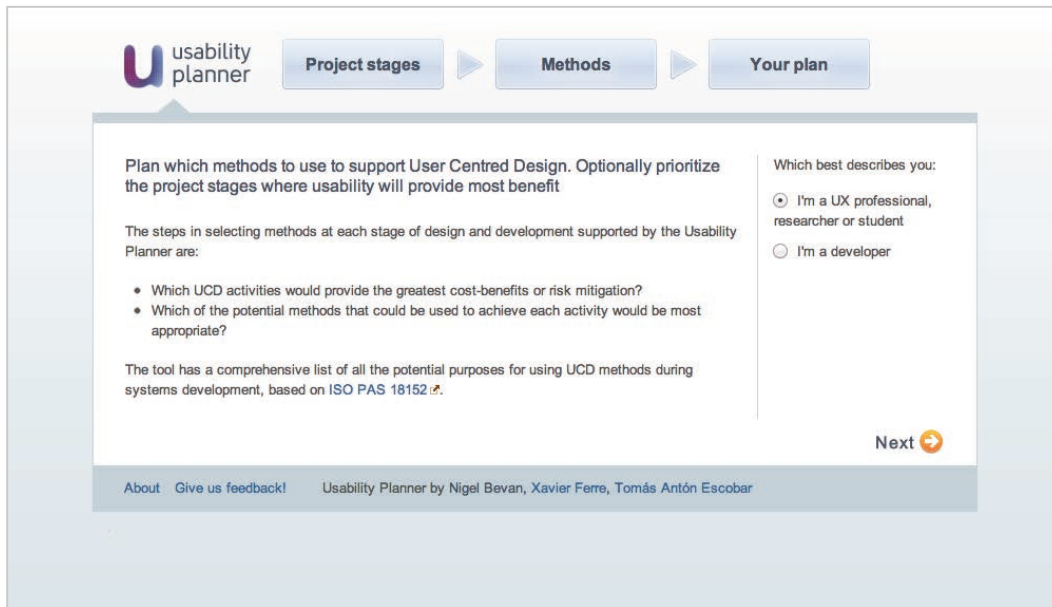 usability
planner
Project stages
Methods
Your plan
Plan which methods to use to support User Centred Design. Optionally prioritize
the project stages where usability will provide most benefit
The steps in selecting methods at each stage of design and development supported by the Usability
Planner are:
Which UCD activities would provide the greatest cost-benefits or risk mitigation?
Which of the potential methods that could be used to achieve each activity would be most
appropriate?
The tool has a comprehensive list of all the potential purposes for using UCD methods during
systems development, based on ISO PAS 18152.
Which best describes you:
I'm a UX professional,
researcher or student
I'm a developer
Next
About Give us feedback! Usability Planner by Nigel Bevan, Xavier Ferre, Tomás Antón Escobar